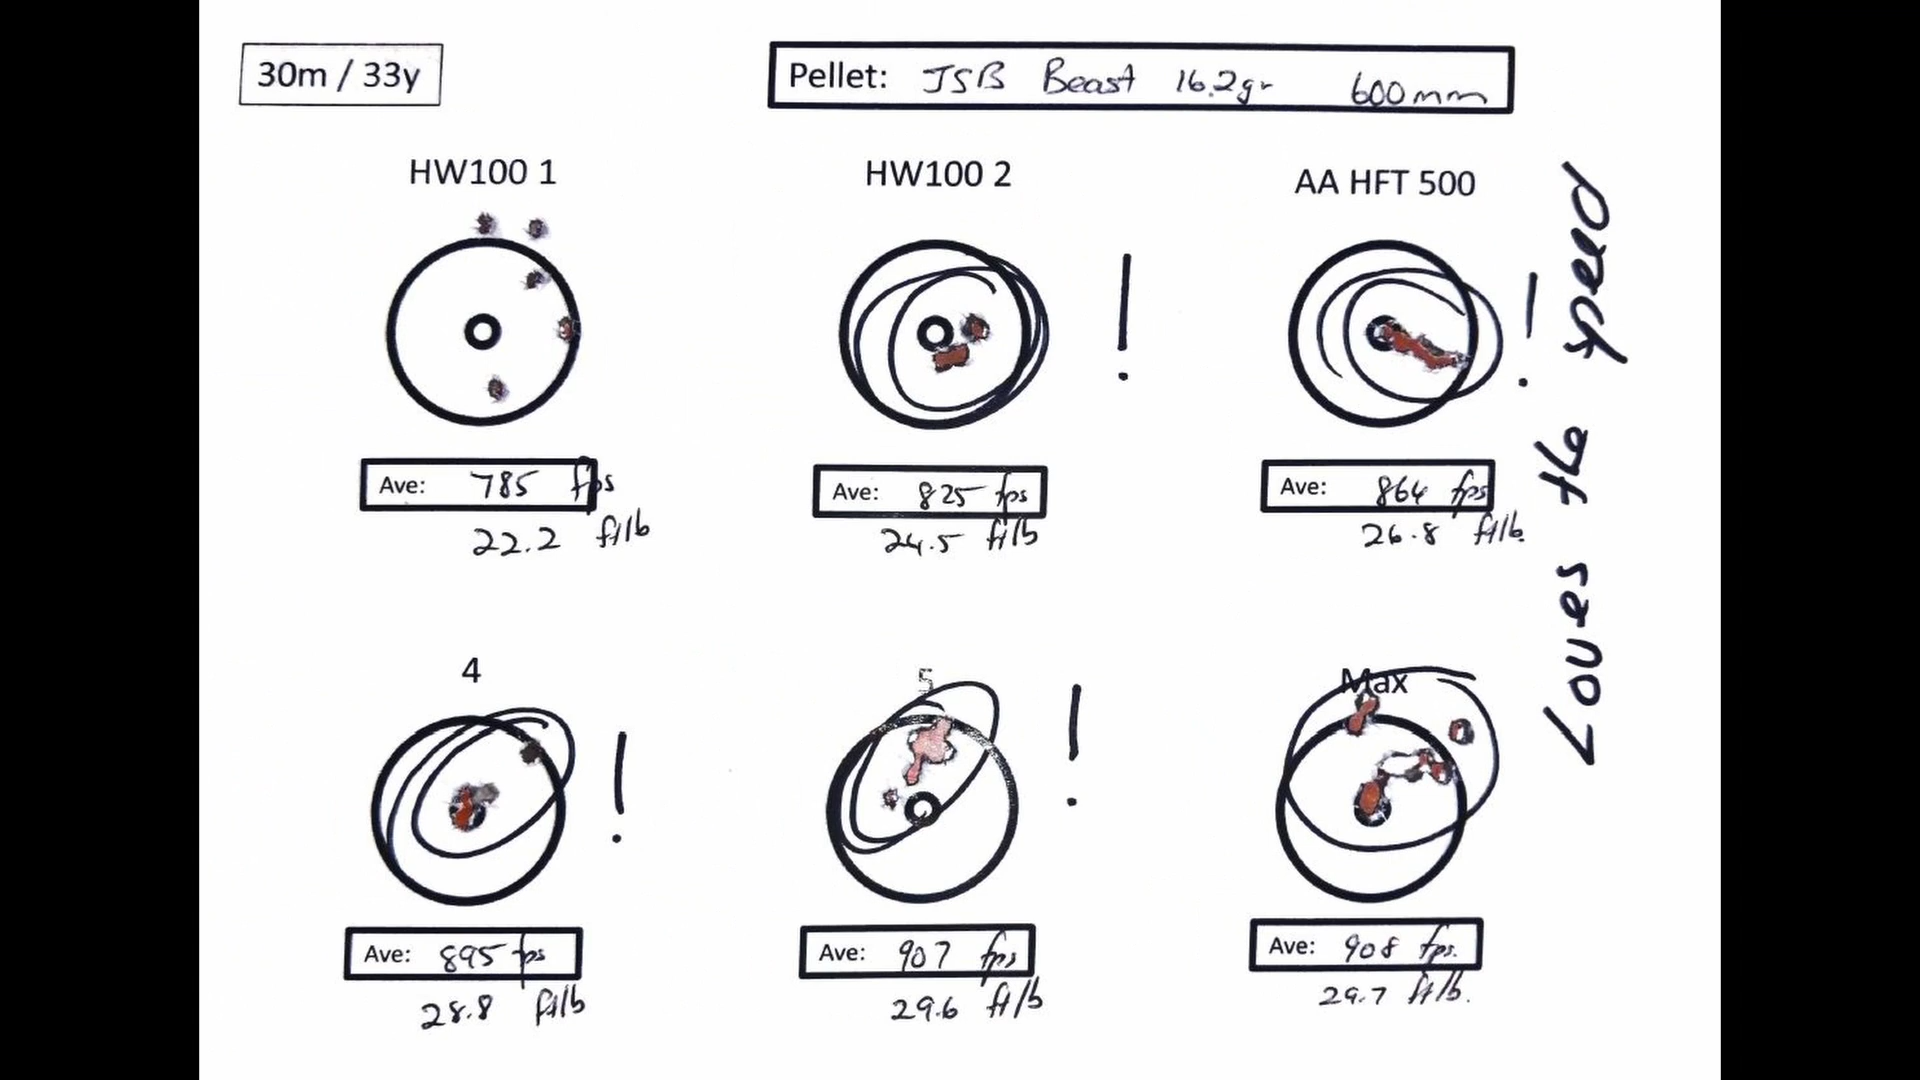 30m / 33y
Pellet: JSB Beast 16.2gr 600mm
HW100 1
HW100 2
AA HFT 500
!
!
Ave: 785 fps
22.2 ft/lb
Ave: 825 fps
24.5 ft/lb
Ave: 864 fps
26.8 ft/lb.
Loves the speed
4
5
Max
!
!
Ave: 895 fps
28.8 ft/lb
Ave: 907 fps
29.6 ft/lb
Ave: 908 fps.
29.7 ft/lb.